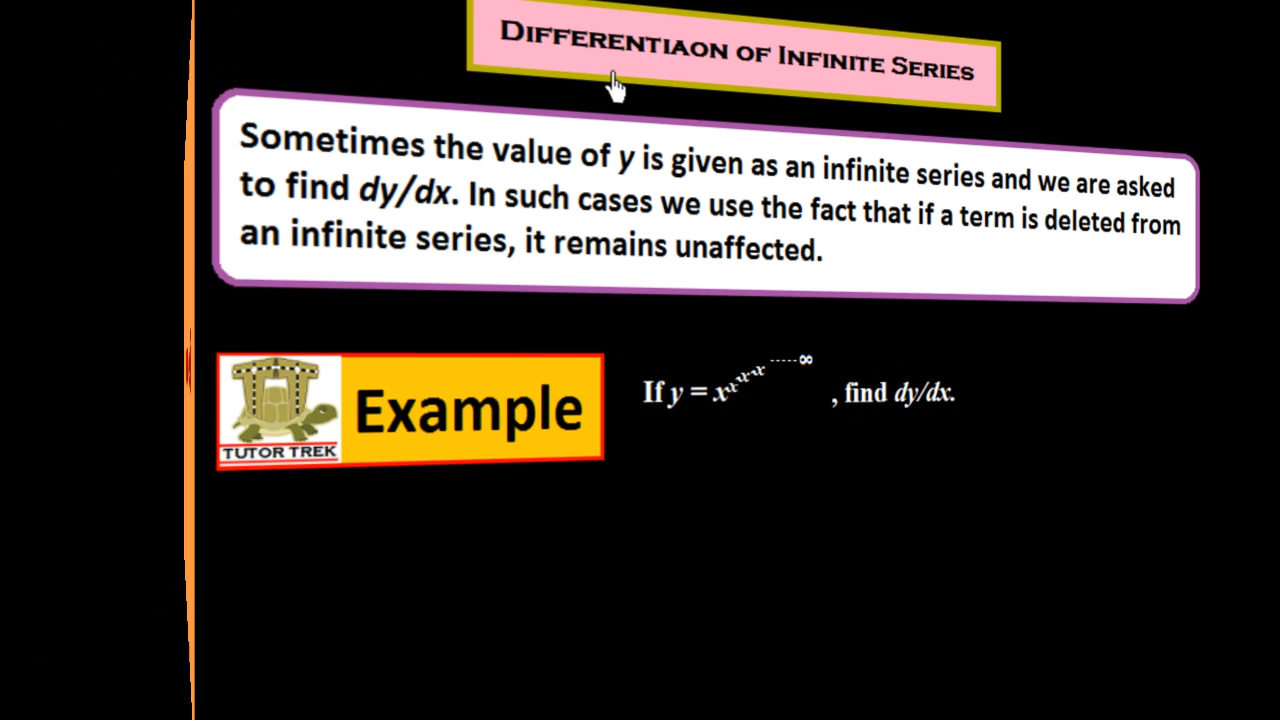 DIFFERENTIAON OF INFINITE SERIES
Sometimes the value of y is given as an infinite series and we are asked
to find dy/dx. In such cases we use the fact that if a term is deleted from
an infinite series, it remains unaffected.
TUTOR TREK
Example
If y = x^x^x^x^x-----∞ , find dy/dx.